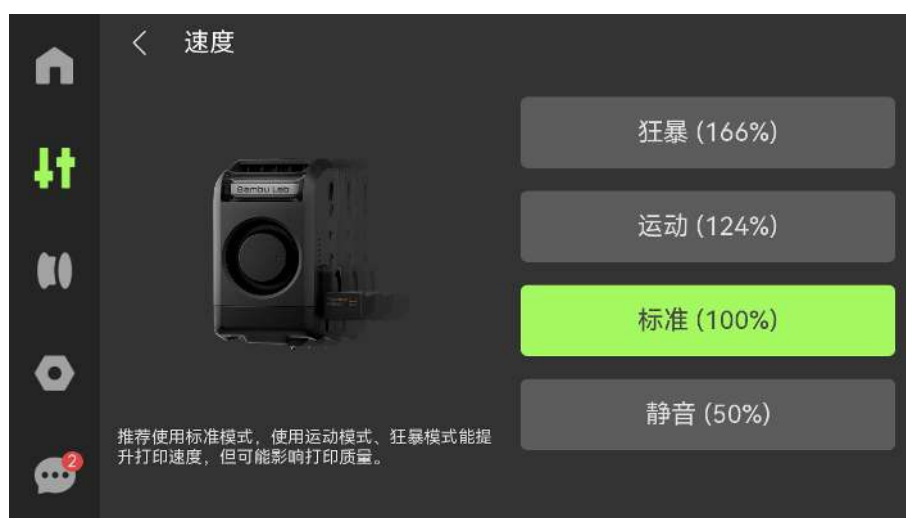 速度
狂暴 (166%)
运动 (124%)
标准 (100%)
静音 (50%)
Bambu Lab
推荐使用标准模式，使用运动模式、狂暴模式能提
升打印速度，但可能影响打印质量。
2